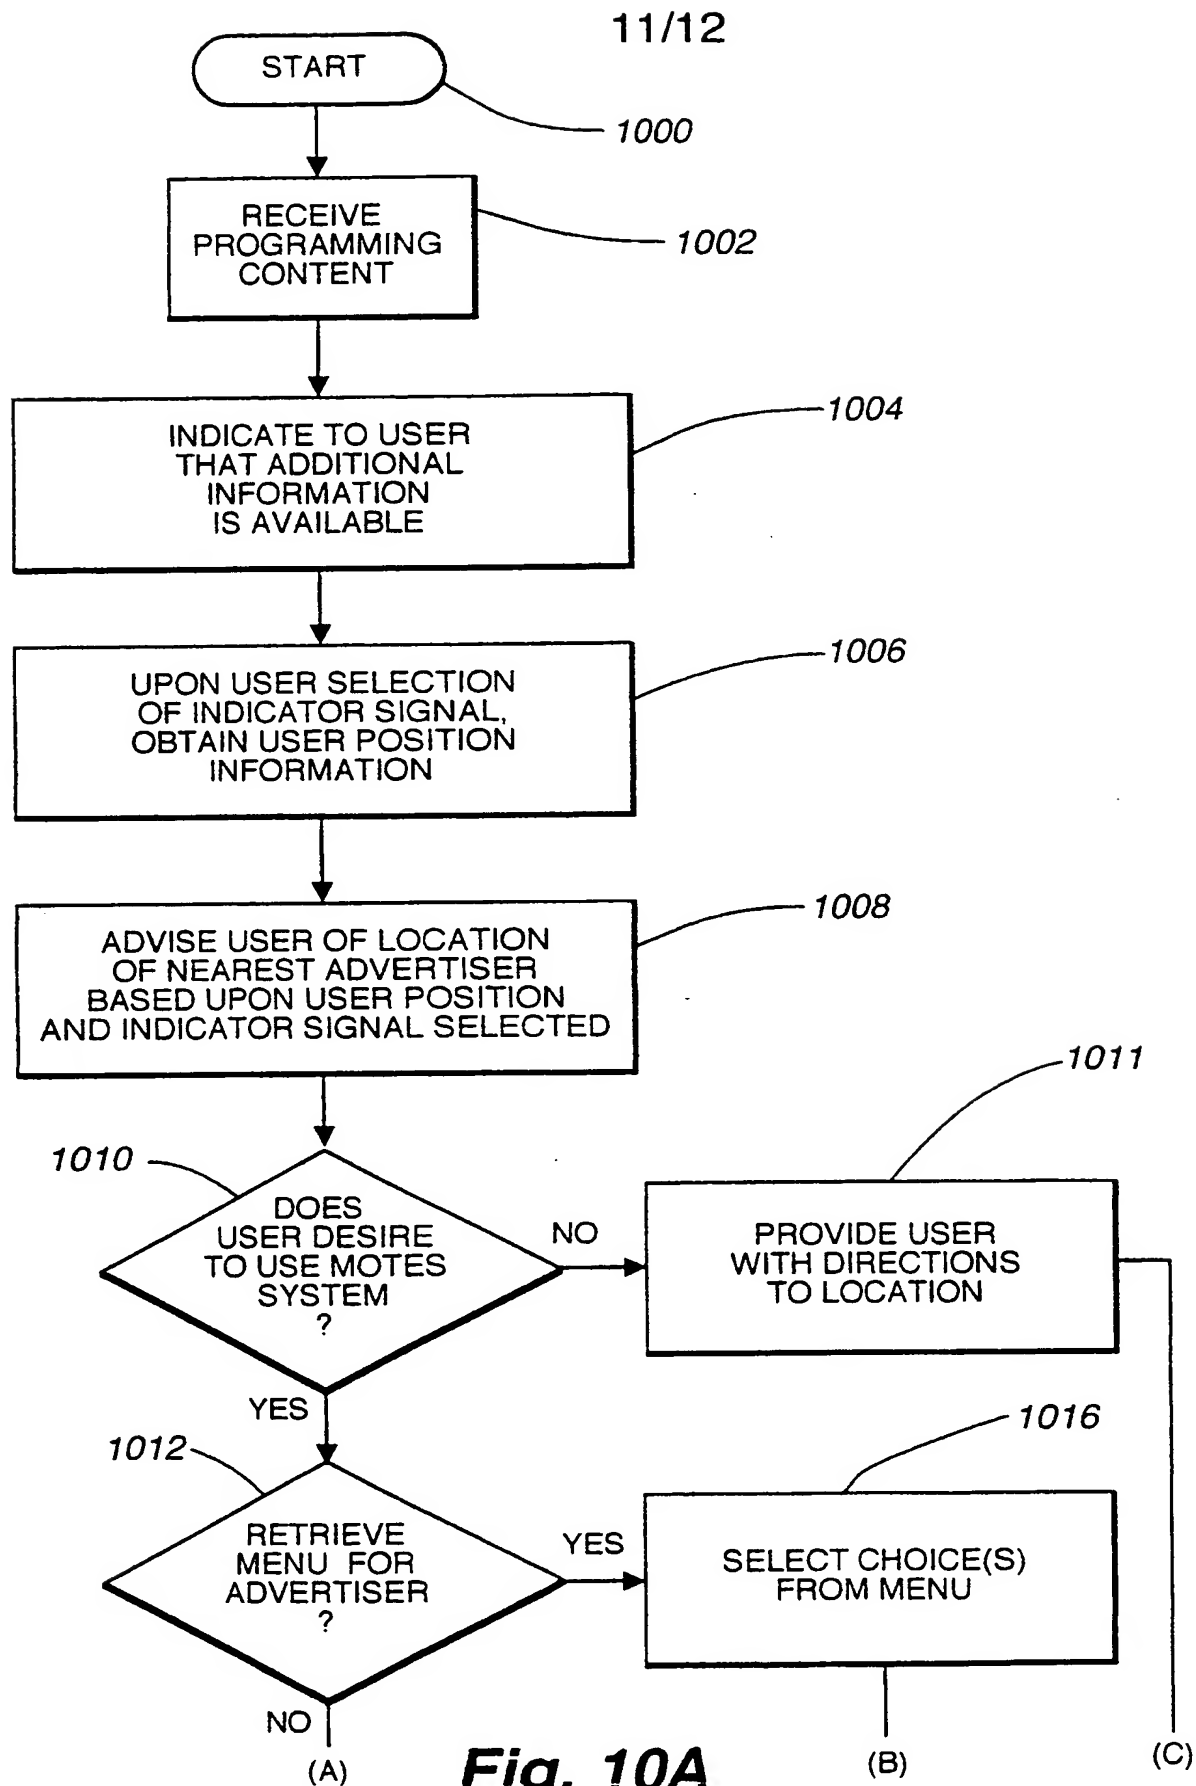 11/12
START
1000
RECEIVE
PROGRAMMING
CONTENT
1002
INDICATE TO USER
THAT ADDITIONAL
INFORMATION
IS AVAILABLE
1004
UPON USER SELECTION
OF INDICATOR SIGNAL,
OBTAIN USER POSITION
INFORMATION
1006
ADVISE USER OF LOCATION
OF NEAREST ADVERTISER
BASED UPON USER POSITION
AND INDICATOR SIGNAL SELECTED
1008
1010
DOES
USER DESIRE
TO USE MOTES
SYSTEM
?
NO
1011
PROVIDE USER
WITH DIRECTIONS
TO LOCATION
YES
1012
RETRIEVE
MENU FOR
ADVERTISER
?
YES
1016
SELECT CHOICE(S)
FROM MENU
NO
(A)
(B)
(C)
Fig. 10A